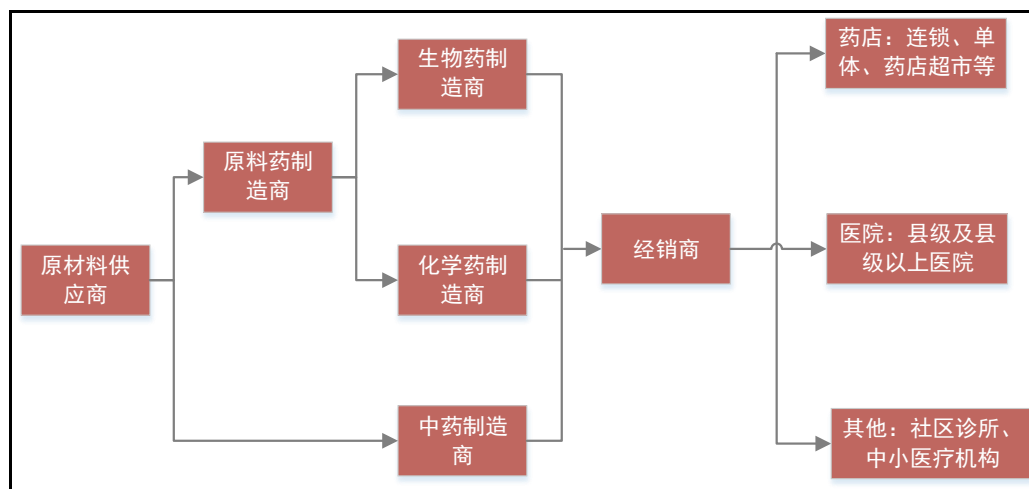 原材料供
应商
原料药制
造商
生物药制
造商
化学药制
造商
中药制造
商
经销商
药店：连锁、单
体、药店超市等
医院：县级及县
级以上医院
其他：社区诊所、
中小医疗机构